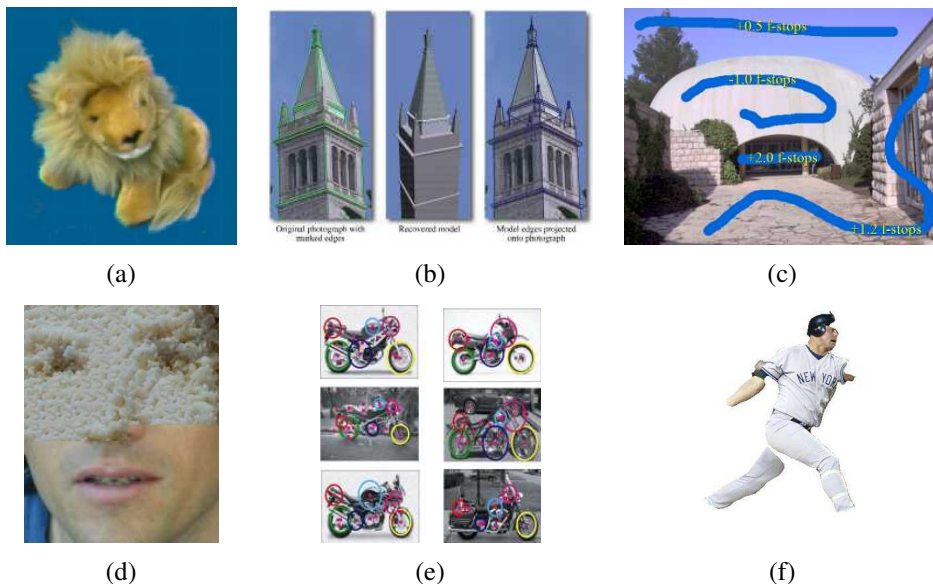 +0.5 f-stops
-1.0 f-stops
+2.0 f-stops
+1.2 f-stops
Original photograph with
marked edges
Recovered model
Model edges projected
onto photograph
(a)
(b)
(c)
NEW YORK
(d)
(e)
(f)